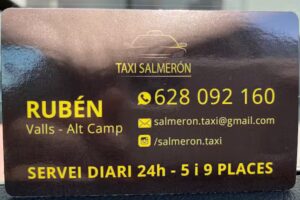 TAXI SALMERÓN
RUBÉN
Valls - Alt Camp
628 092 160
salmeron.taxi@gmail.com
/salmeron.taxi
SERVEI DIARI 24h - 5 i 9 PLACES